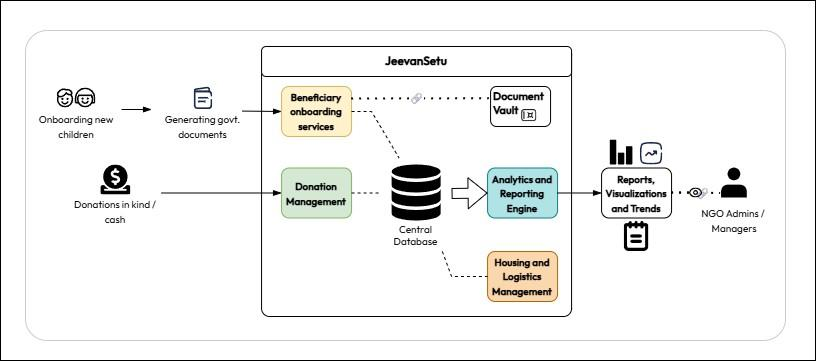 JeevanSetu
Beneficiary
onboarding
services
Document
Vault
Onboarding new
children
Generating govt.
documents
Donation
Management
Analytics and
Reporting
Engine
Reports,
Visualizations
and Trends
Donations in kind /
cash
NGO Admins /
Managers
Central
Database
Housing and
Logistics
Management